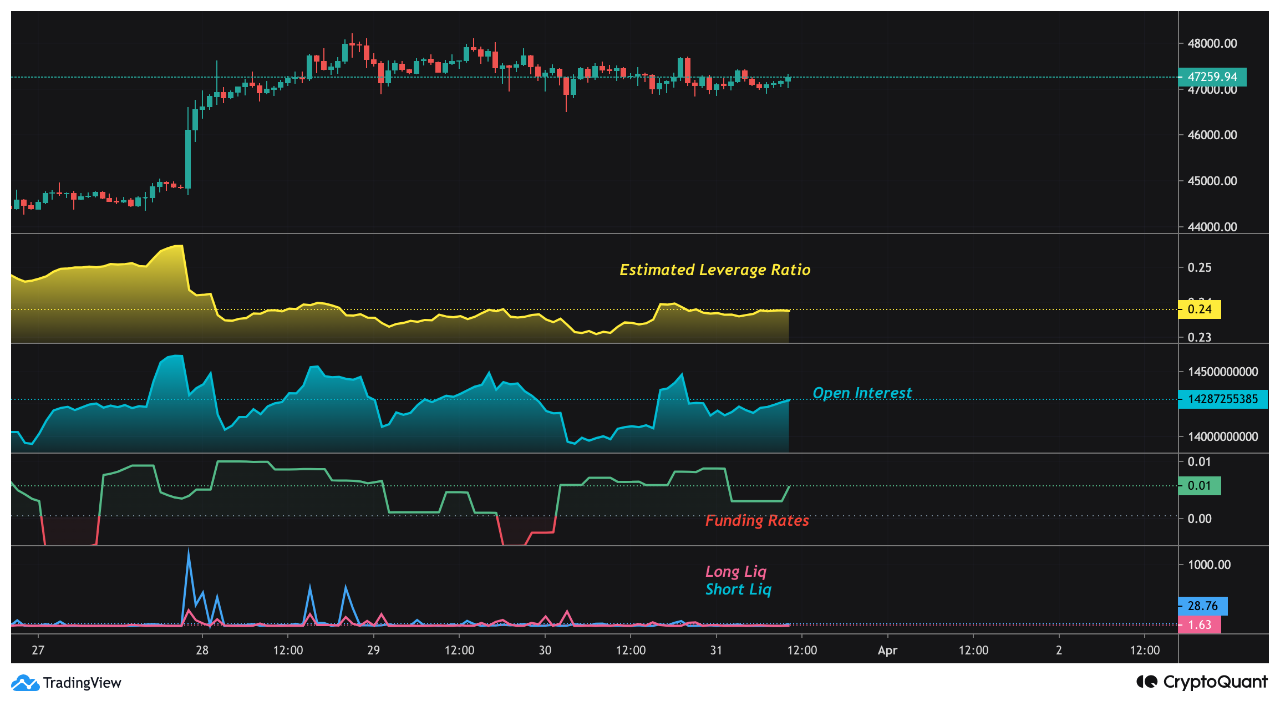 48000.00
47259.94
47000.00
46000.00
45000.00
44000.00
Estimated Leverage Ratio
0.25
0.24
0.23
14500000000
Open Interest
14287255385
14000000000
0.01
0.01
Funding Rates
0.00
Long Liq
Short Liq
1000.00
28.76
1.63
27 28 12:00 29 12:00 30 12:00 31 12:00 Apr 12:00 2 12:00
TradingView
CryptoQuant